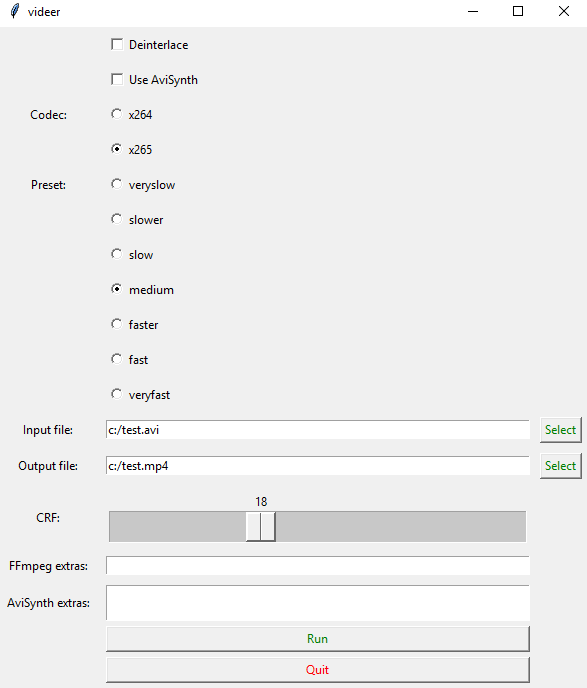 videer
Deinterlace
Use AviSynth
Codec: x264
x265
Preset: veryslow
slower
slow
medium
faster
fast
veryfast
Input file: c:/test.avi Select
Output file: c:/test.mp4 Select
18
CRF:
FFmpeg extras:
AviSynth extras:
Run
Quit